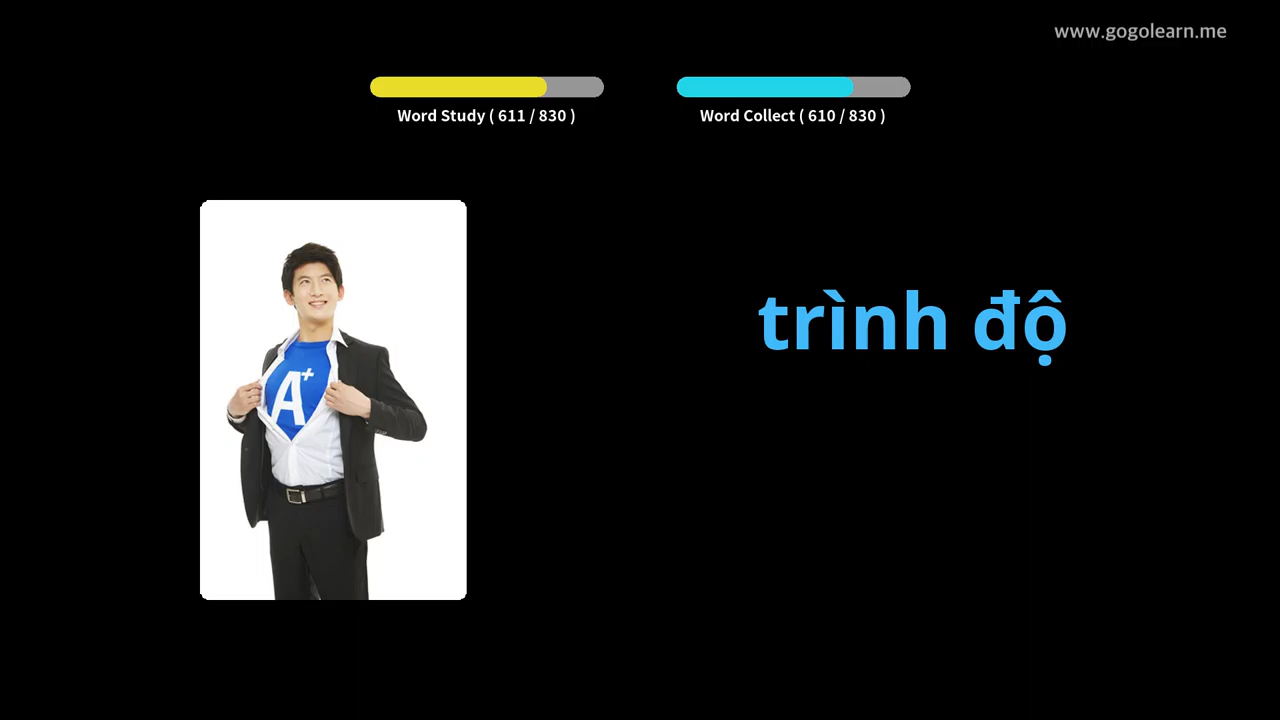 www.gogolearn.me
Word Study ( 611 / 830 )
Word Collect ( 610 / 830 )
A+
trình độ